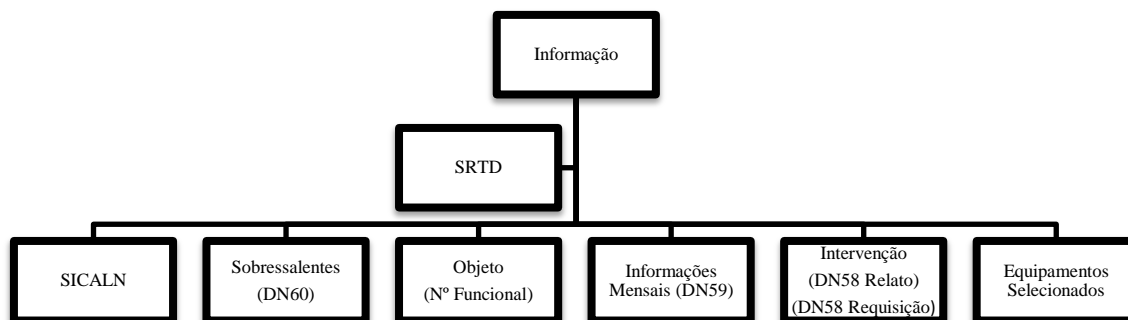 Informação
SRTD
SICALN
Sobressalentes
(DN60)
Objeto
(Nº Funcional)
Informações
Mensais (DN59)
Intervenção
(DN58 Relato)
(DN58 Requisição)
Equipamentos
Selecionados